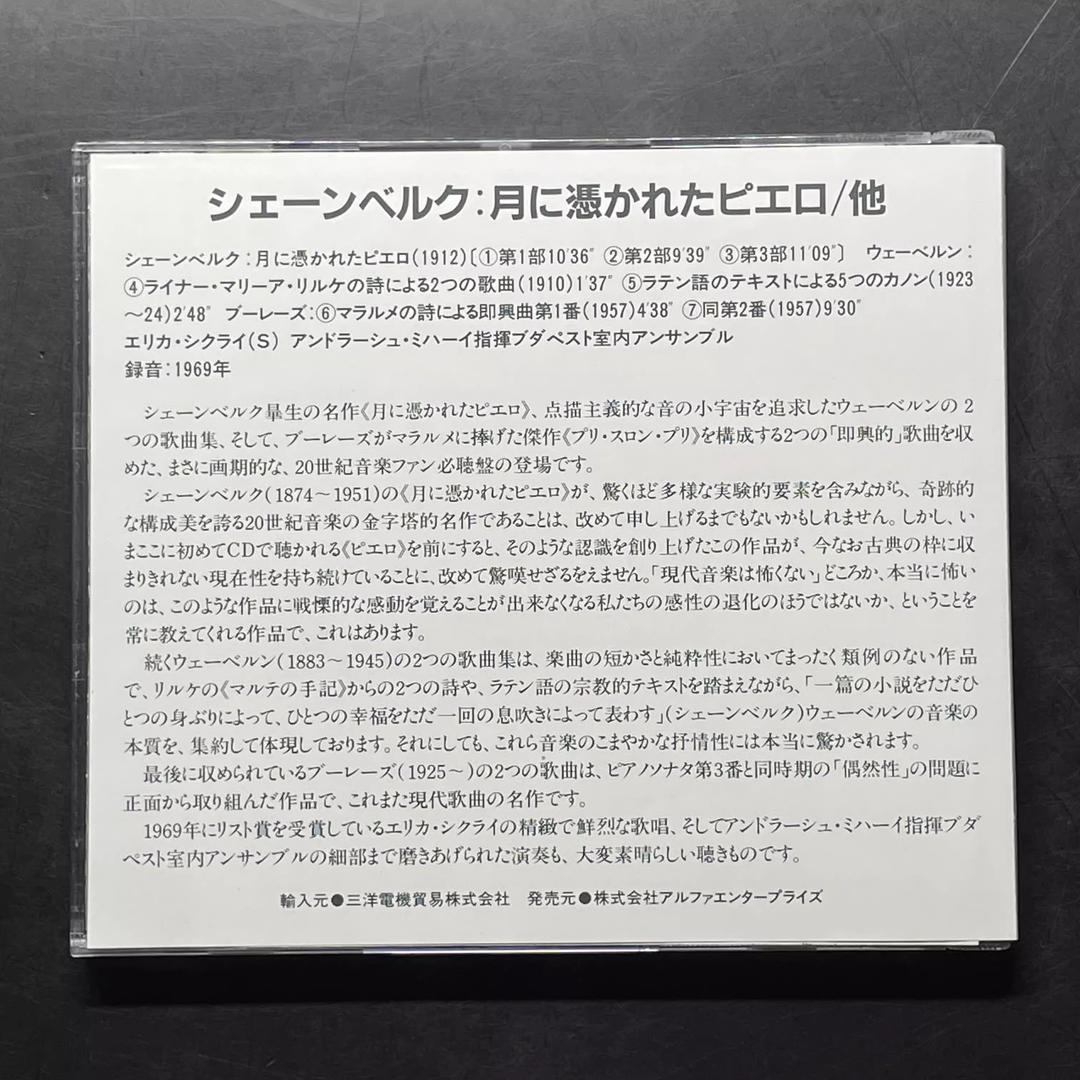 シェーンベルク:月に憑かれたピエロ/他
シェーンベルク:月に憑かれたピエロ(1912)〔①第1部10′36″ ②第2部9′39″ ③第3部11′09″〕 ウェーベルン:
④ライナー・マリーア・リルケの詩による2つの歌曲(1910)1′37″ ⑤ラテン語のテキストによる5つのカノン(1923
～24)2′48″ ブーレーズ:⑥マラルメの詩による即興曲第1番(1957)4′38″ ⑦同第2番(1957)9′30″
エリカ・シクライ(S) アンドラーシュ・ミハーイ指揮ブダペスト室内アンサンブル
録音:1969年
シェーンベルク畢生の名作《月に憑かれたピエロ》、点描主義的な音の小宇宙を追求したウェーベルンの2
つの歌曲集、そして、ブーレーズがマラルメに捧げた傑作《プリ・スロン・プリ》を構成する2つの「即興的」歌曲を収
めた、まさに画期的な、20世紀音楽ファン必聴盤の登場です。
シェーンベルク(1874～1951)の《月に憑かれたピエロ》が、驚くほど多様な実験的要素を含みながら、奇跡的
な構成美を誇る20世紀音楽の金字塔的名作であることは、改めて申し上げるまでもないかもしれません。しかし、い
まここに初めてCDで聴かれる《ピエロ》を前にすると、そのような認識を創り上げたこの作品が、今なお古典の枠に収
まりきれない現在性を持ち続けていることに、改めて驚嘆せざるをえません。「現代音楽は怖くない」どころか、本当に怖い
のは、このような作品に戦慄的な感動を覚えることが出来なくなる私たちの感性の退化のほうではないか、ということを
常に教えてくれる作品で、これはあります。
続くウェーベルン(1883～1945)の2つの歌曲集は、楽曲の短かさと純粋性においてまったく類例のない作品
で、リルケの《マルテの手記》からの2つの詩や、ラテン語の宗教的テキストを踏まえながら、「一篇の小説をただひ
とつの身ぶりによって、ひとつの幸福をただ一回の息吹きによって表わす」(シェーンベルク)ウェーベルンの音楽の
本質を、集約して体現しております。それにしても、これら音楽のこまやかな抒情性には本当に驚かされます。
最後に収められているブーレーズ(1925～)の2つの歌曲は、ピアノソナタ第3番と同時期の「偶然性」の問題に
正面から取り組んだ作品で、これまた現代歌曲の名作です。
1969年にリスト賞を受賞しているエリカ・シクライの精緻で鮮烈な歌唱、そしてアンドラーシュ・ミハーイ指揮ブダ
ペスト室内アンサンブルの細部まで磨きあげられた演奏も、大変素晴らしい聴きものです。
輸入元●三洋電機貿易株式会社 発売元●株式会社アルファエンタープライズ